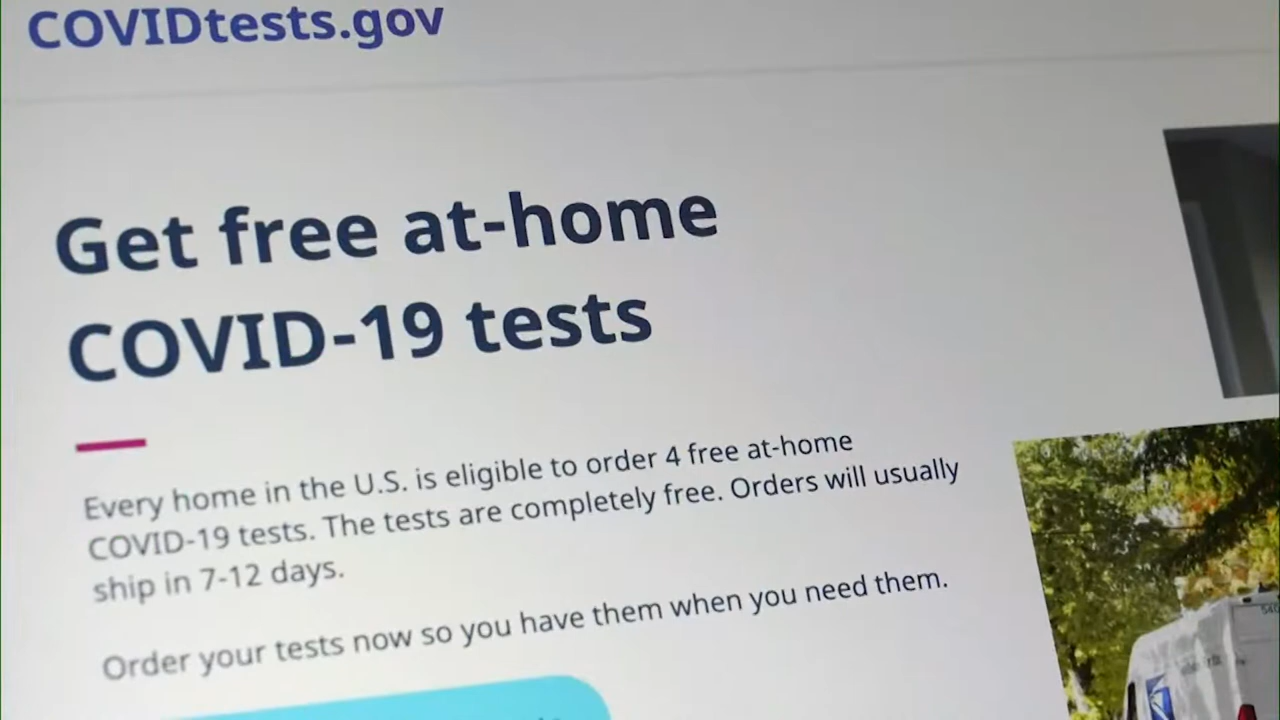 COVIDtests.gov
Get free at-home
COVID-19 tests
Every home in the U.S. is eligible to order 4 free at-home
COVID-19 tests. The tests are completely free. Orders will usually
ship in 7-12 days.
Order your tests now so you have them when you need them.